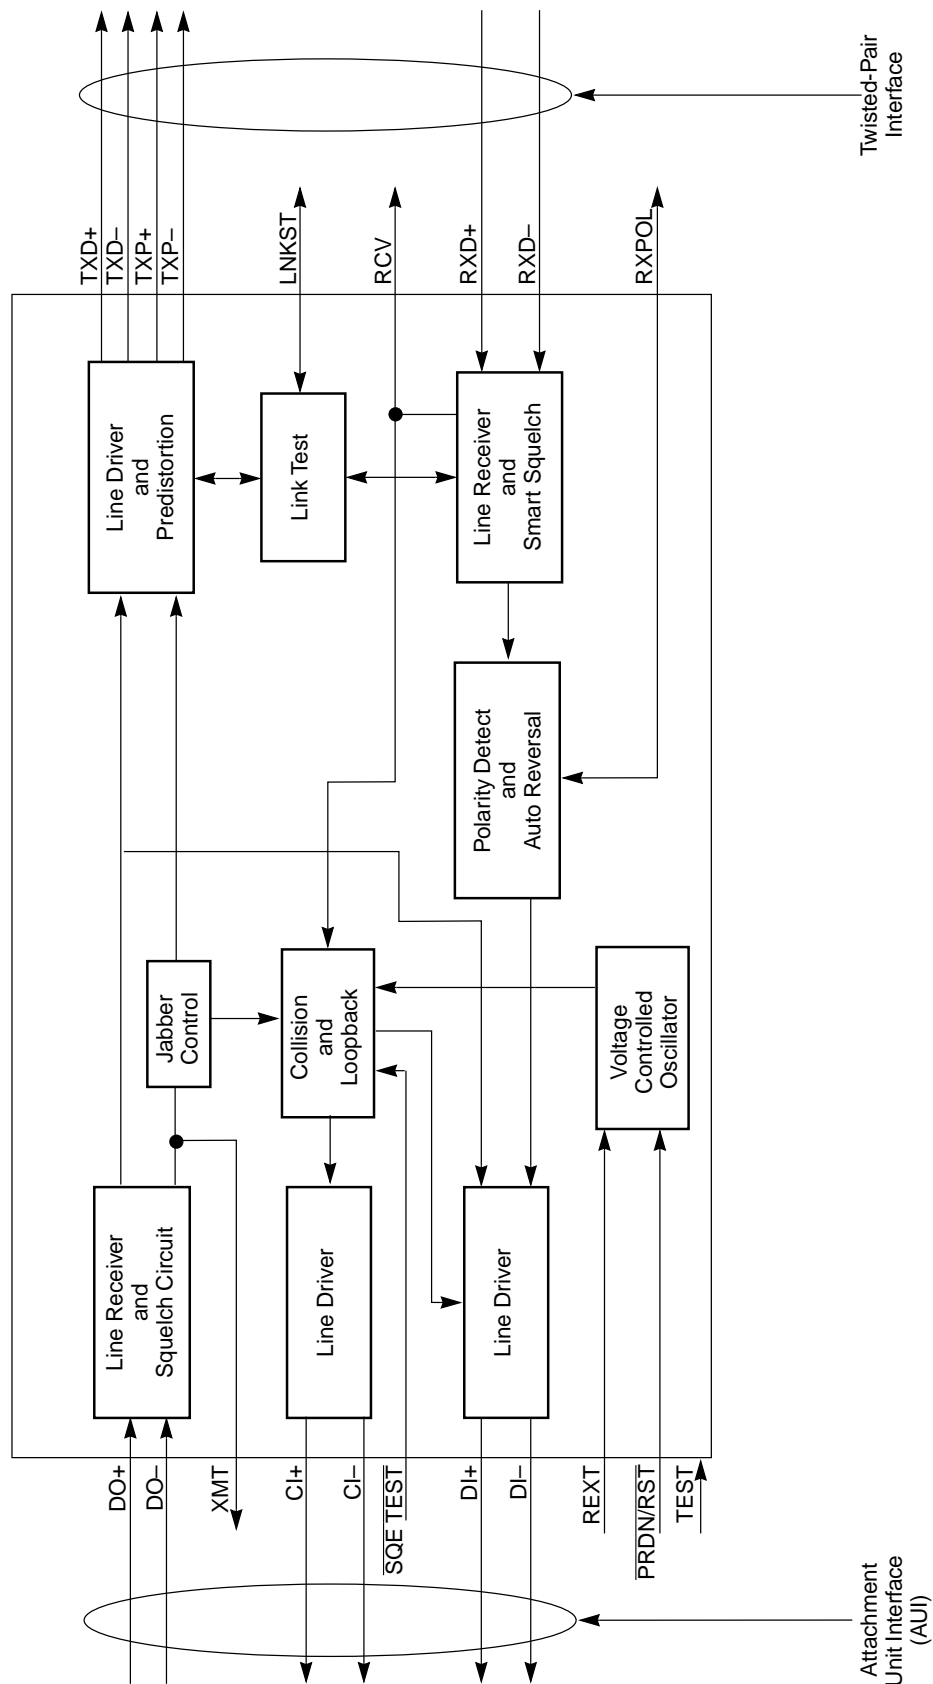 Attachment
Unit Interface
(AUI)
DO+
DO–
XMT
CI+
CI–
SQE TEST
DI+
DI–
REXT
PRDN/RST
TEST
Line Receiver
and
Squelch Circuit
Line Driver
Line Driver
Jabber
Control
Collision
and
Loopback
Voltage
Controlled
Oscillator
Polarity Detect
and
Auto Reversal
Line Driver
and
Predistortion
Link Test
Line Receiver
and
Smart Squelch
TXD+
TXD–
TXP+
TXP–
LNKST
RCV
RXD+
RXD–
RXPOL
Twisted-Pair
Interface